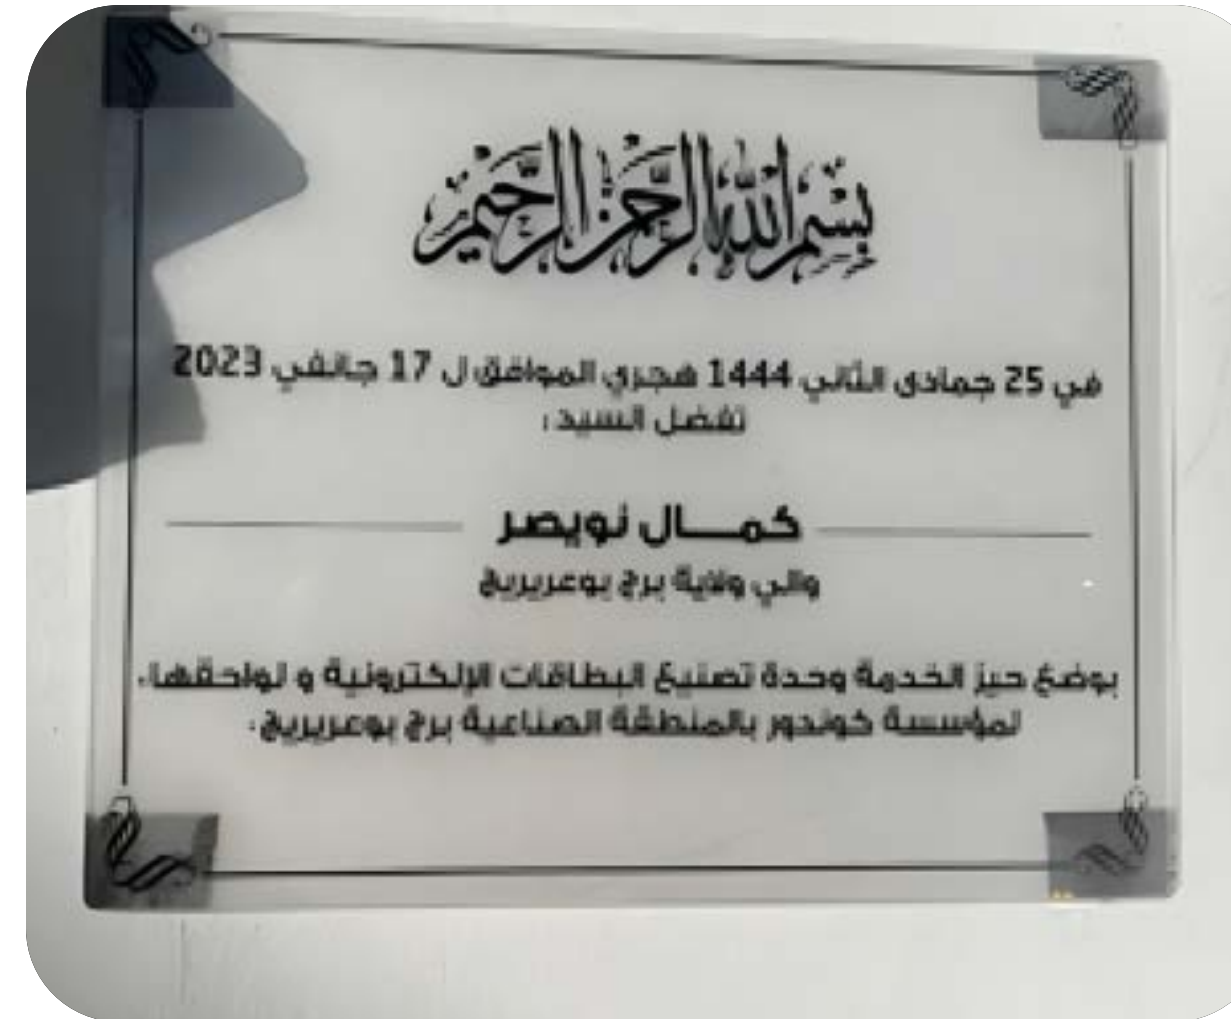 بسم الله الرحمن الرحيم
في 25 جمادى الثاني 1444 هجري الموافق ل 17 جانفي 2023
تفضل السيد :
كمـــال نويصر
والي ولاية برج بوعريريج
بوضع حيز الخدمة وحدة تصنيع البطاقات الإلكترونية و لواحقها.
لمؤسسة كوندور بالمنطقة الصناعية برج بوعريريج.